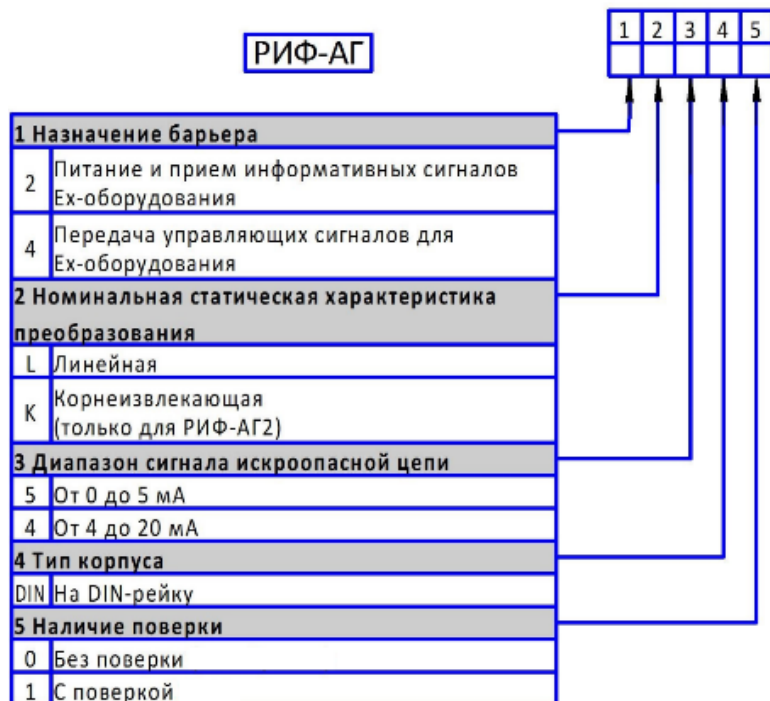 РИФ-АГ
1 2 3 4 5
1 Назначение барьера
2 Питание и прием информативных сигналов
Ex-оборудования
4 Передача управляющих сигналов для
Ex-оборудования
2 Номинальная статическая характеристика
преобразования
L Линейная
К Корнеизвлекающая
(только для РИФ-АГ2)
3 Диапазон сигнала искроопасной цепи
5 От 0 до 5 мА
4 От 4 до 20 мА
4 Тип корпуса
DIN На DIN-рейку
5 Наличие поверки
0 Без поверки
1 С поверкой